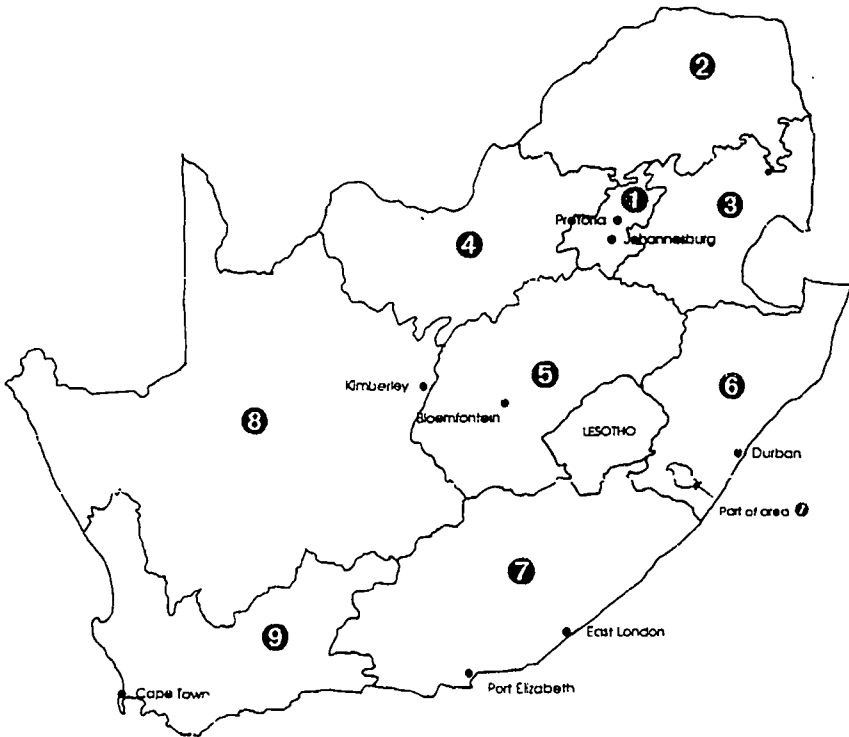 2
1
3
Pretoria
Johannesburg
4
5
6
Kimberley
Bloemfontein
8
LESOTHO
Durban
Part of area 7
7
East London
9
Port Elizabeth
Cape Town